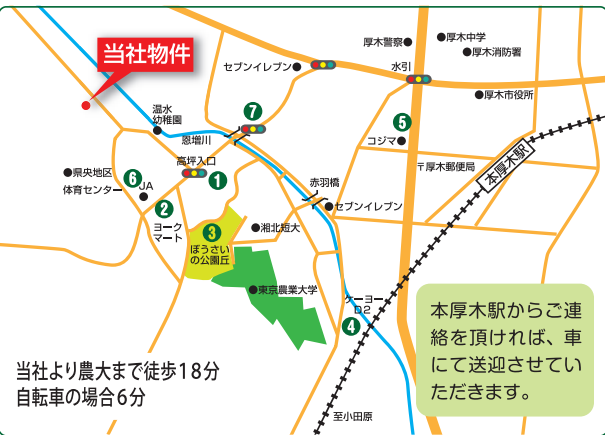 当社物件
厚木警察
厚木中学
厚木消防署
セブンイレブン
水引
厚木市役所
温水
幼稚園
恩増川
7
5
コジマ
高坪入口
〒厚木郵便局
本厚木駅
県央地区
体育センター
6
JA
1
赤羽橋
セブンイレブン
2
ヨーク
マート
3
ぼうさい
の公園丘
湘北短大
東京農業大学
ケーヨー
D2
4
本厚木駅からご連
絡を頂ければ、車
にて送迎させてい
ただきます。
当社より農大まで徒歩18分
自転車の場合6分
至小田原